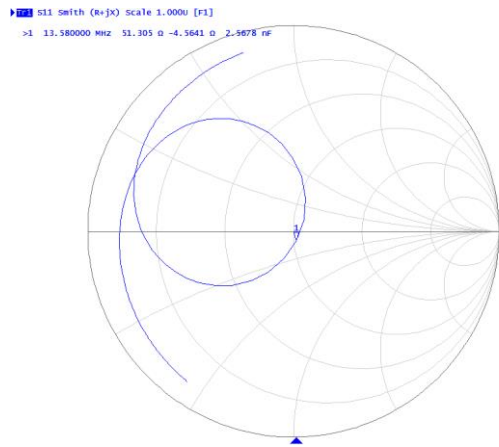 Tr1 S11 Smith (R+jX) Scale 1.000U [F1]
>1 13.580000 MHz 51.305 Ω -4.5641 Ω 2.5678 nF
1